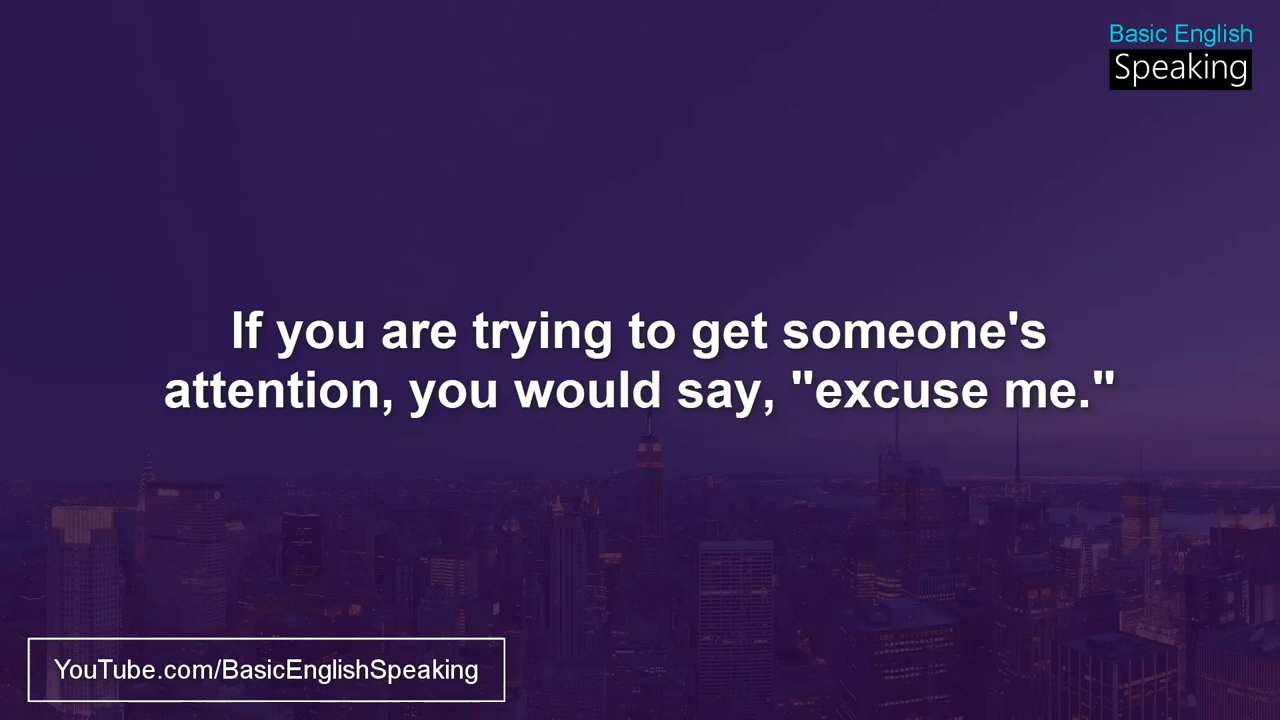 Basic English
Speaking
If you are trying to get someone's
attention, you would say, "excuse me."
YouTube.com/BasicEnglishSpeaking